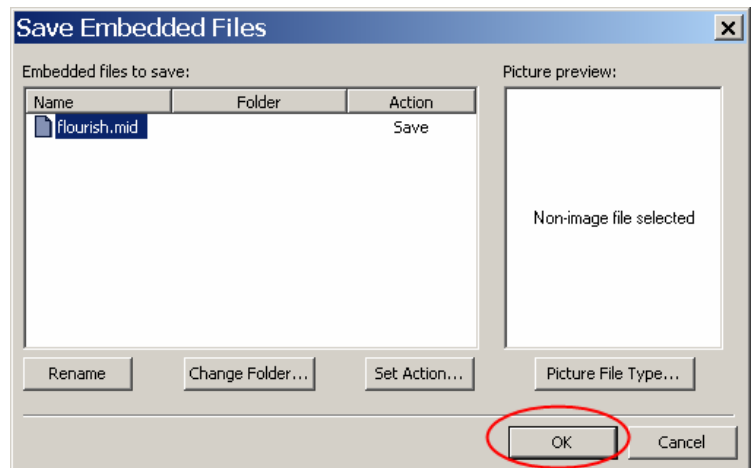 Save Embedded Files
Embedded files to save:
Picture preview:
Name Folder Action
flourish.mid Save
Non-image file selected
Rename Change Folder... Set Action... Picture File Type...
OK Cancel